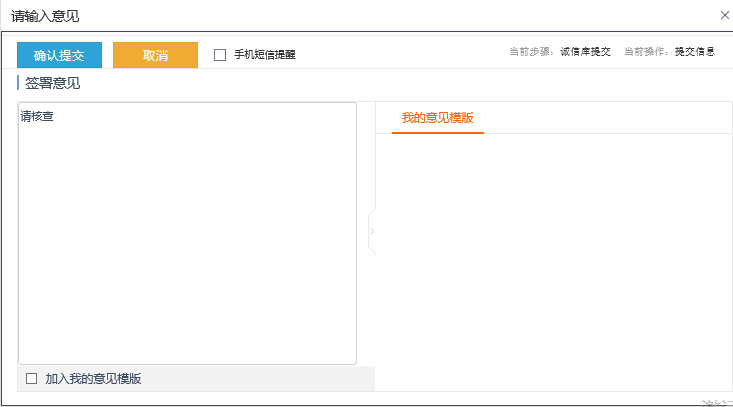 请输入意见
确认提交 取消 手机短信提醒 当前步骤：诚信库提交 当前操作：提交信息
签署意见
请核查
我的意见模版
加入我的意见模版